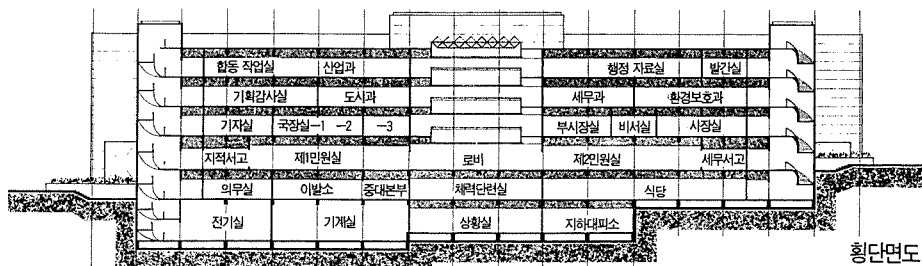 합동 작업실 산업과 행정 자료실 발간실
기획감사실 도시과 세무과 환경보호과
기자실 국장실-1 -2 -3 부시장실 비서실 시장실
지적서고 제1민원실 로비 제2민원실 세무서고
의무실 이발소 중대본부 체력단련실 식당
전기실 기계실 상황실 지하대피소
횡단면도